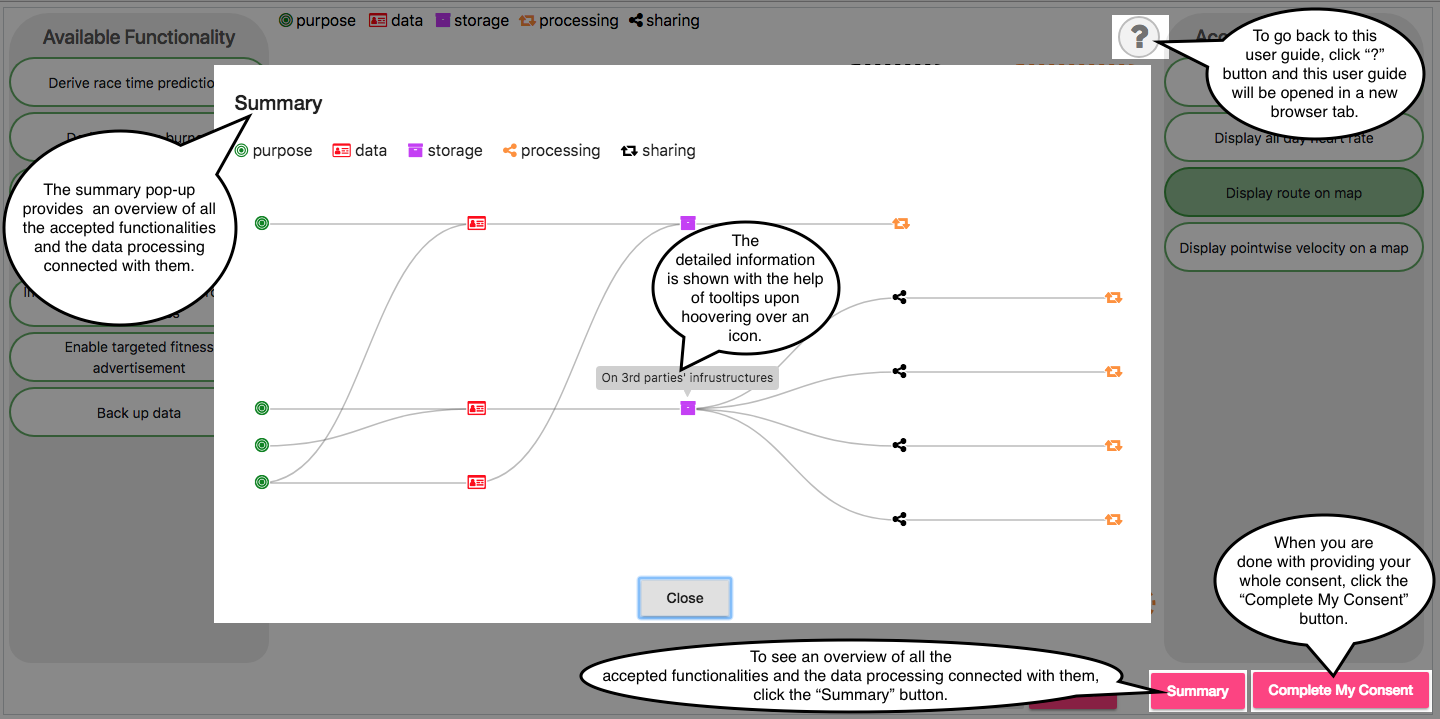 purpose data storage processing sharing
Available Functionality
Derive race time prediction
The summary pop-up
provides an overview of all
the accepted functionalities
and the data processing
connected with them.
Enable targeted fitness
advertisement
Back up data
Summary
purpose data storage processing sharing
The
detailed information
is shown with the help
of tooltips upon
hoovering over an
icon.
On 3rd parties' infrustructures
Close
?
To go back to this
user guide, click “?”
button and this user guide
will be opened in a new
browser tab.
Display all day heart rate
Display route on map
Display pointwise velocity on a map
When you are
done with providing your
whole consent, click the
“Complete My Consent”
button.
To see an overview of all the
accepted functionalities and the data processing connected with them,
click the “Summary” button.
Summary
Complete My Consent